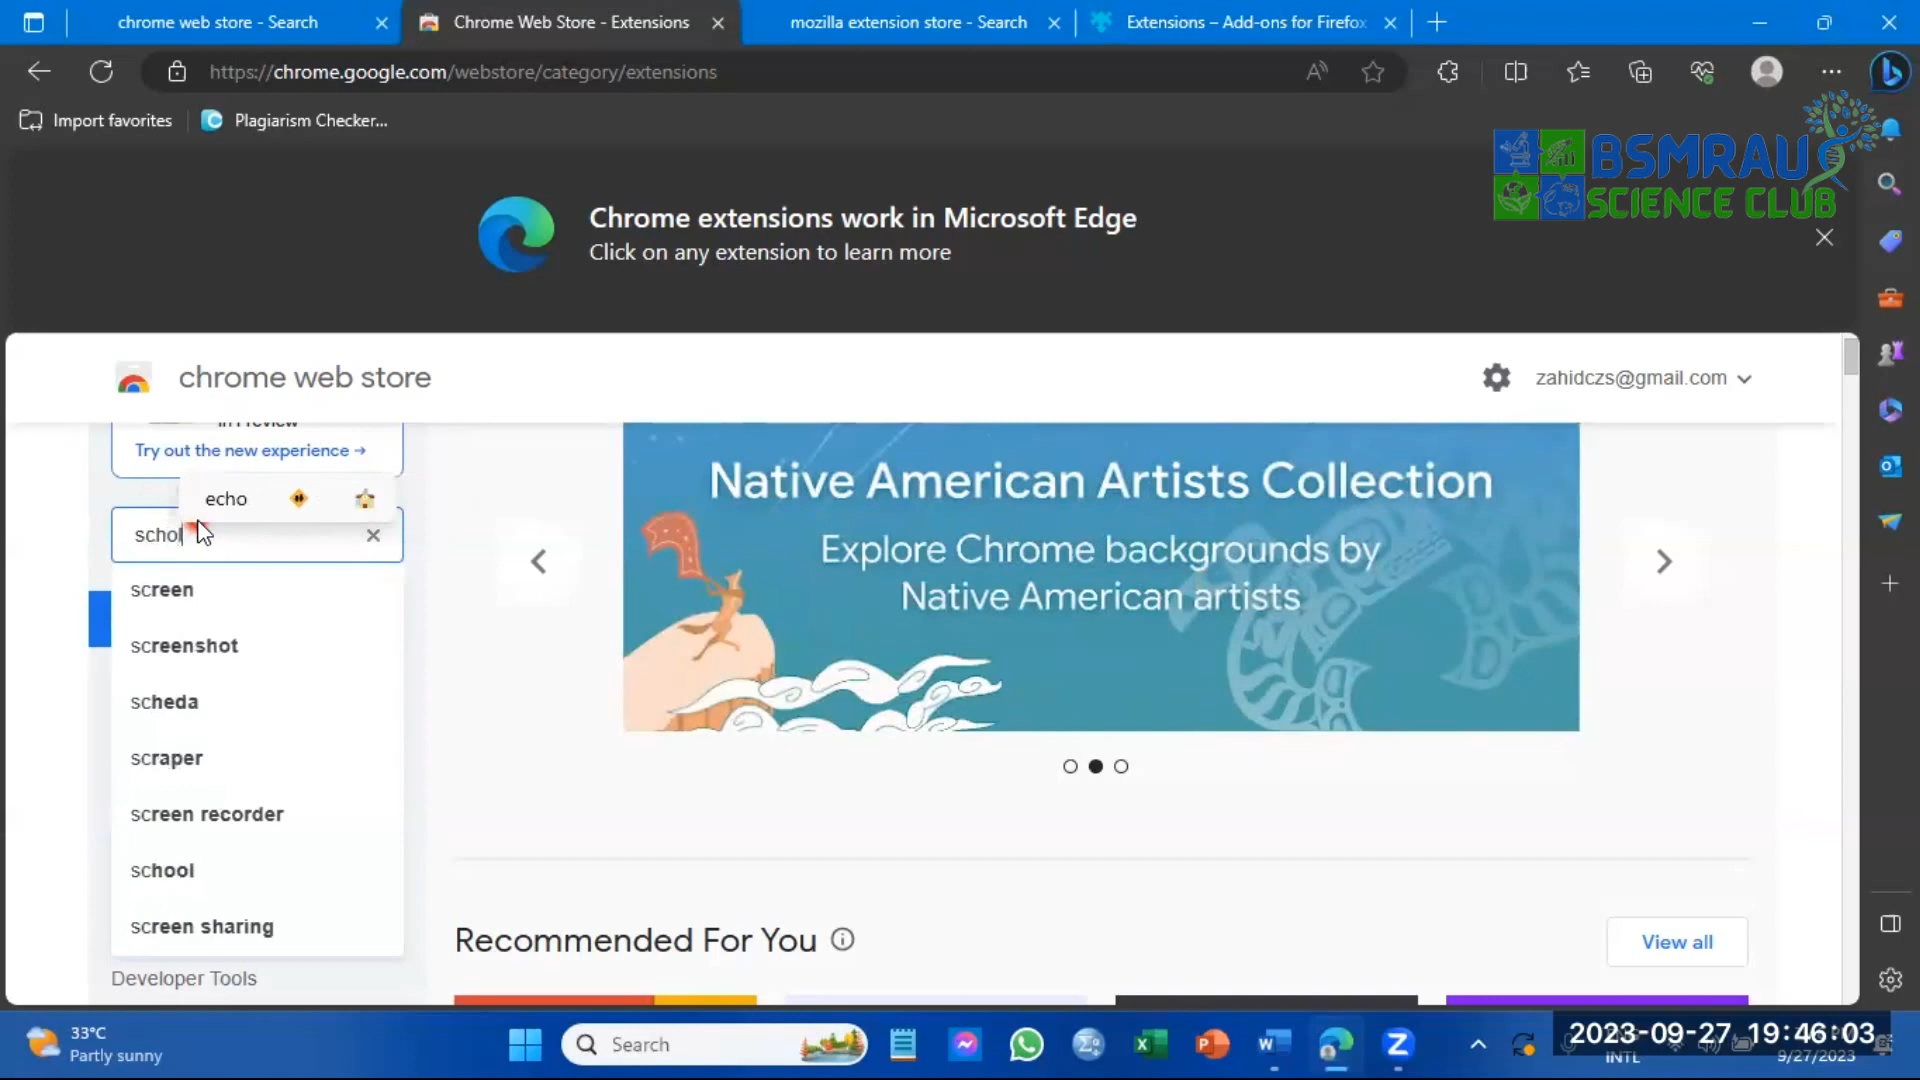 chrome web store - Search
Chrome Web Store - Extensions
mozilla extension store - Search
Extensions – Add-ons for Firefox
https://chrome.google.com/webstore/category/extensions
Import favorites
Plagiarism Checker...
BSMRAU
SCIENCE CLUB
Chrome extensions work in Microsoft Edge
Click on any extension to learn more
chrome web store
zahidczs@gmail.com
Try out the new experience →
echo
schol
screen
screenshot
scheda
scraper
screen recorder
school
screen sharing
Developer Tools
Native American Artists Collection
Explore Chrome backgrounds by
Native American artists
Recommended For You
View all
33°C
Partly sunny
Search
2023-09-27 19:46:03
INTL
9/27/2023